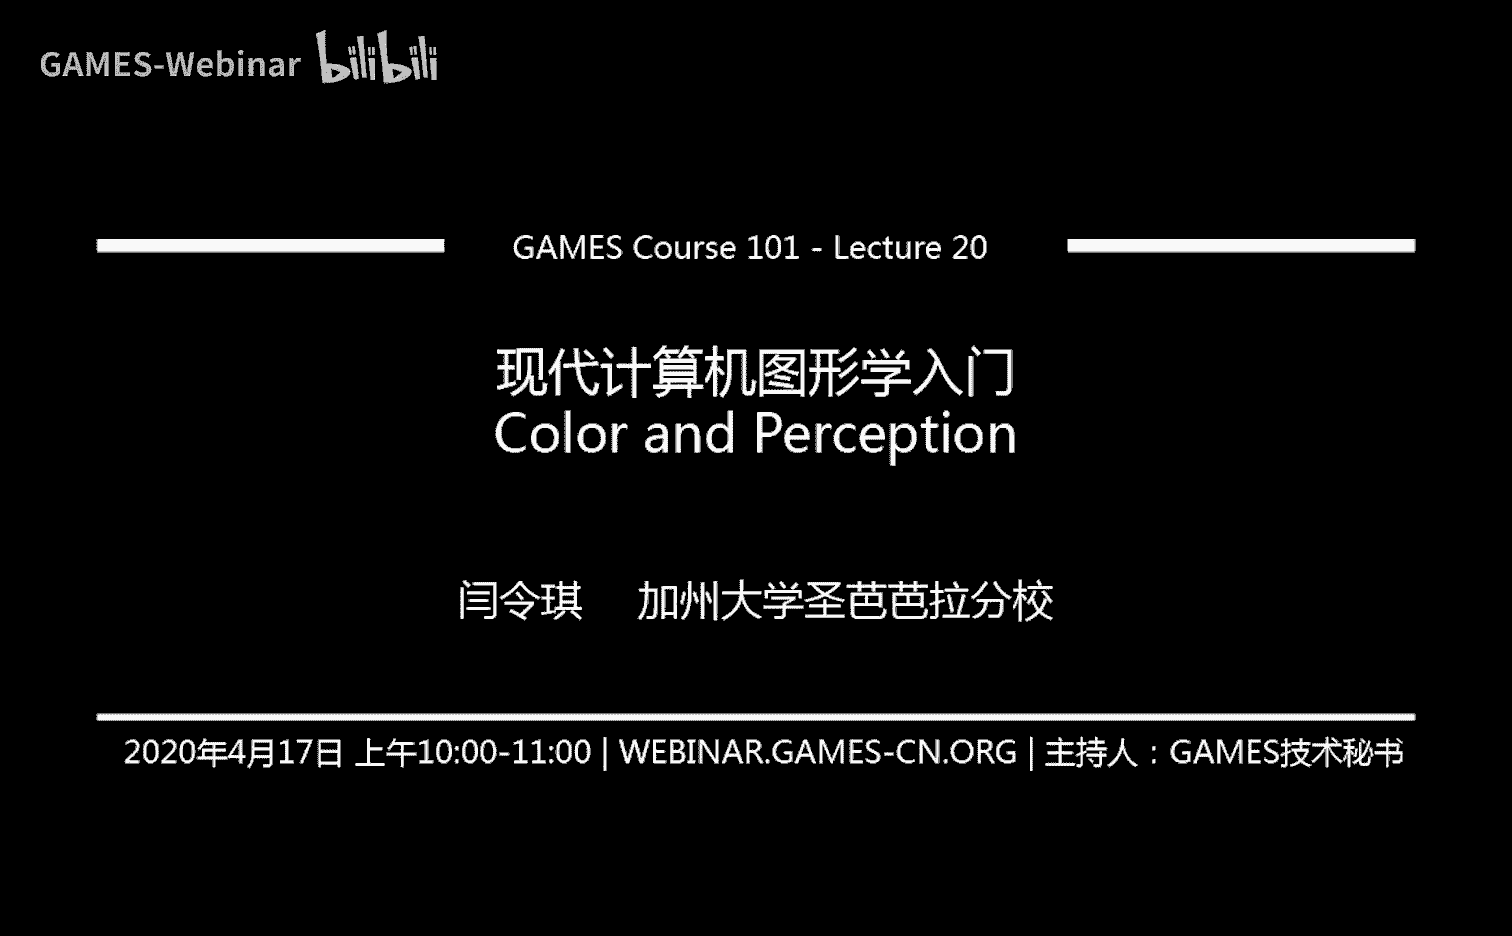 GAMES-Webinar bilibili
GAMES Course 101 - Lecture 20
现代计算机图形学入门
Color and Perception
闫令琪 加州大学圣芭芭拉分校
2020年4月17日 上午10:00-11:00 | WEBINAR.GAMES-CN.ORG | 主持人：GAMES技术秘书